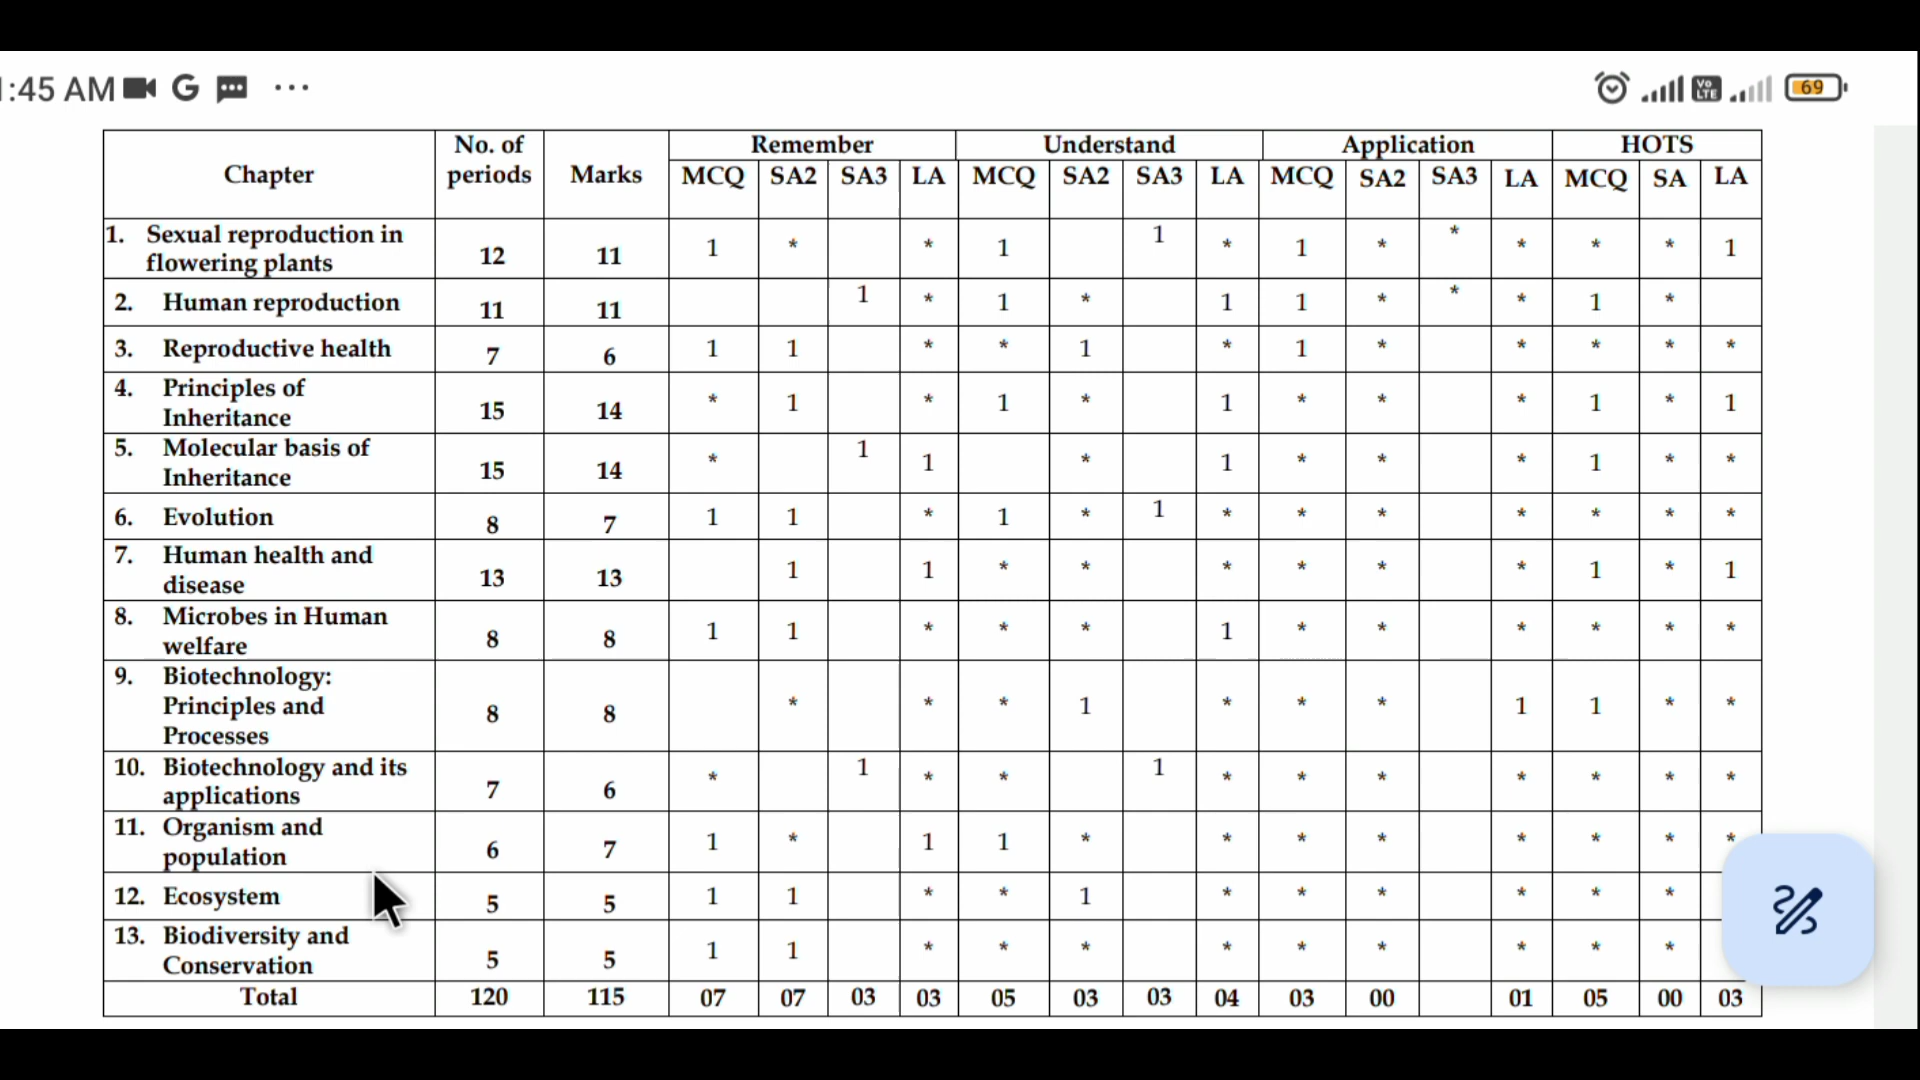 :45 AM G ...
Vo LTE 69
Chapter No. of periods Marks Remember Understand Application HOTS
MCQ SA2 SA3 LA MCQ SA2 SA3 LA MCQ SA2 SA3 LA MCQ SA LA
1. Sexual reproduction in flowering plants 12 11 1 * * 1 1 * 1 * * * * * 1
2. Human reproduction 11 11 1 * 1 * 1 1 * * * 1 *
3. Reproductive health 7 6 1 1 * * 1 * 1 * * * * *
4. Principles of Inheritance 15 14 * 1 * 1 * 1 * * * 1 * 1
5. Molecular basis of Inheritance 15 14 * 1 1 * 1 * * * 1 * *
6. Evolution 8 7 1 1 * 1 * 1 * * * * * * *
7. Human health and disease 13 13 1 1 * * * * * * 1 * 1
8. Microbes in Human welfare 8 8 1 1 * * * 1 * * * * * *
9. Biotechnology: Principles and Processes 8 8 * * * 1 * * * 1 1 * *
10. Biotechnology and its applications 7 6 * 1 * * 1 * * * * * * *
11. Organism and population 6 7 1 * 1 1 * * * * * * * *
12. Ecosystem 5 5 1 1 * * 1 * * * * * *
13. Biodiversity and Conservation 5 5 1 1 * * * * * * * * *
Total 120 115 07 07 03 03 05 03 03 04 03 00 01 05 00 03